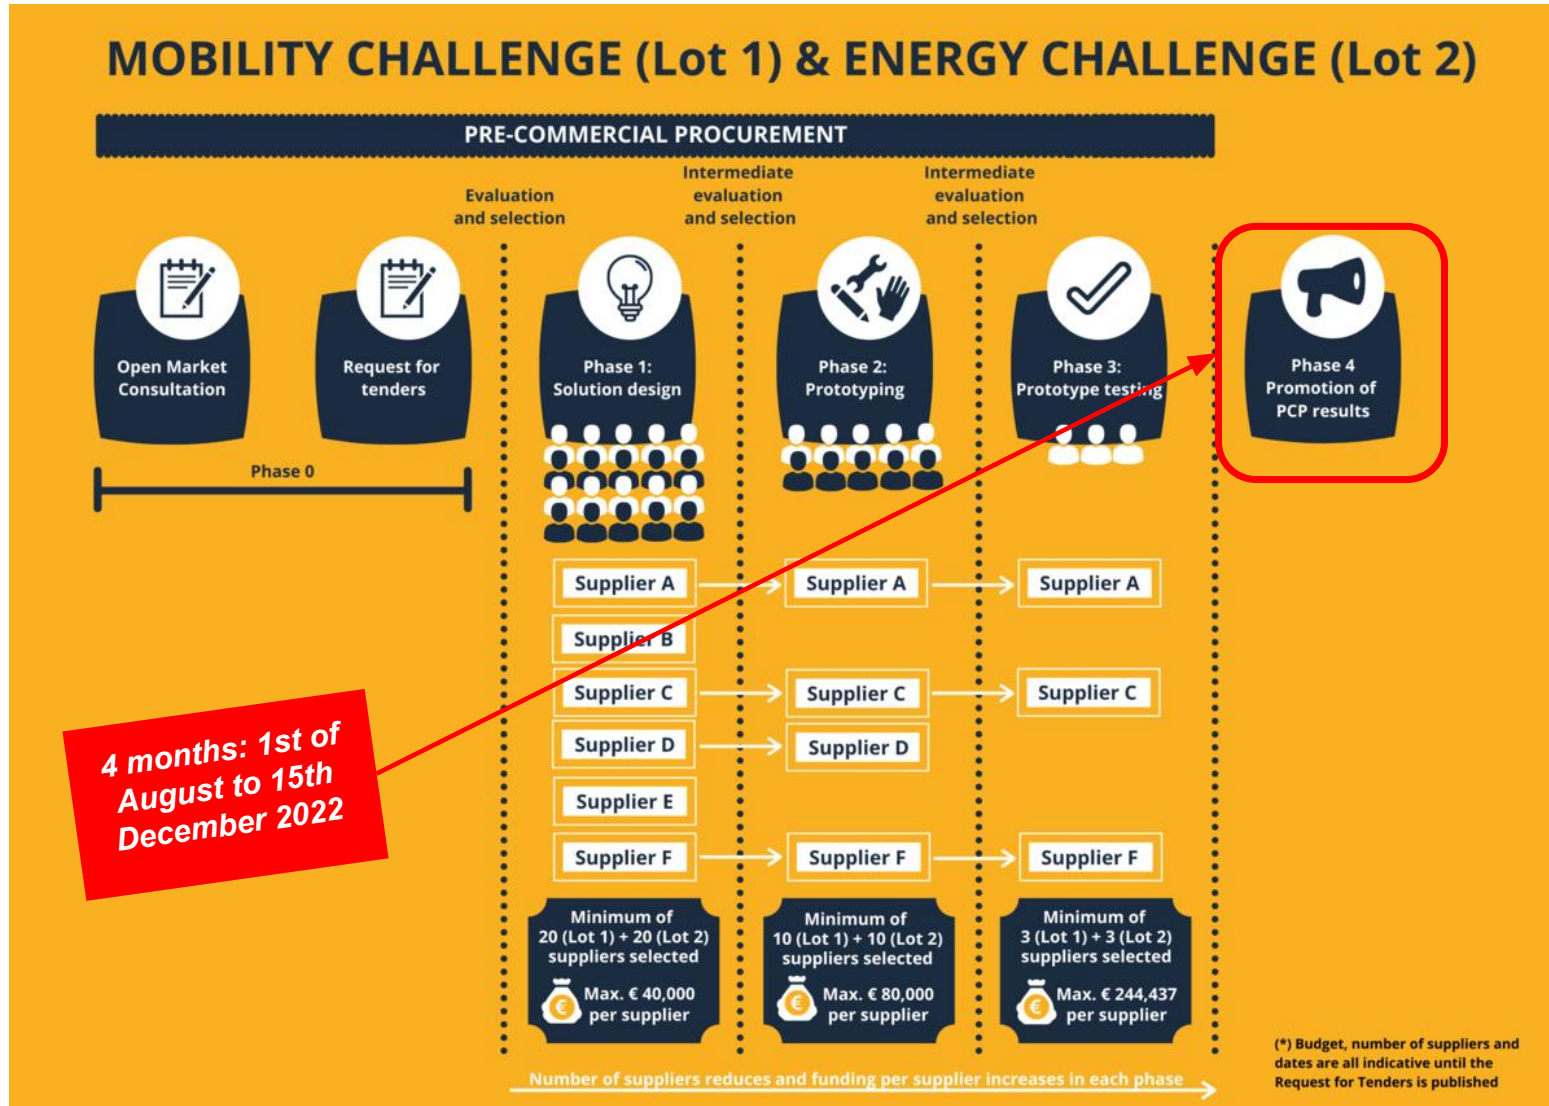 MOBILITY CHALLENGE (Lot 1) & ENERGY CHALLENGE (Lot 2)
PRE-COMMERCIAL PROCUREMENT
Evaluation
and selection
Intermediate
evaluation
and selection
Intermediate
evaluation
and selection
Open Market
Consultation
Request for
tenders
Phase 1:
Solution design
Phase 2:
Prototyping
Phase 3:
Prototype testing
Phase 4
Promotion of
PCP results
Phase 0
Supplier A
Supplier A
Supplier A
Supplier B
Supplier C
Supplier C
Supplier C
Supplier D
Supplier D
Supplier E
Supplier F
Supplier F
Supplier F
4 months: 1st of
August to 15th
December 2022
Minimum of
20 (Lot 1) + 20 (Lot 2)
suppliers selected
€ Max. € 40,000
per supplier
Minimum of
10 (Lot 1) + 10 (Lot 2)
suppliers selected
€ Max. € 80,000
per supplier
Minimum of
3 (Lot 1) + 3 (Lot 2)
suppliers selected
€ Max. € 244,437
per supplier
Number of suppliers reduces and funding per supplier increases in each phase
(*) Budget, number of suppliers and
dates are all indicative until the
Request for Tenders is published